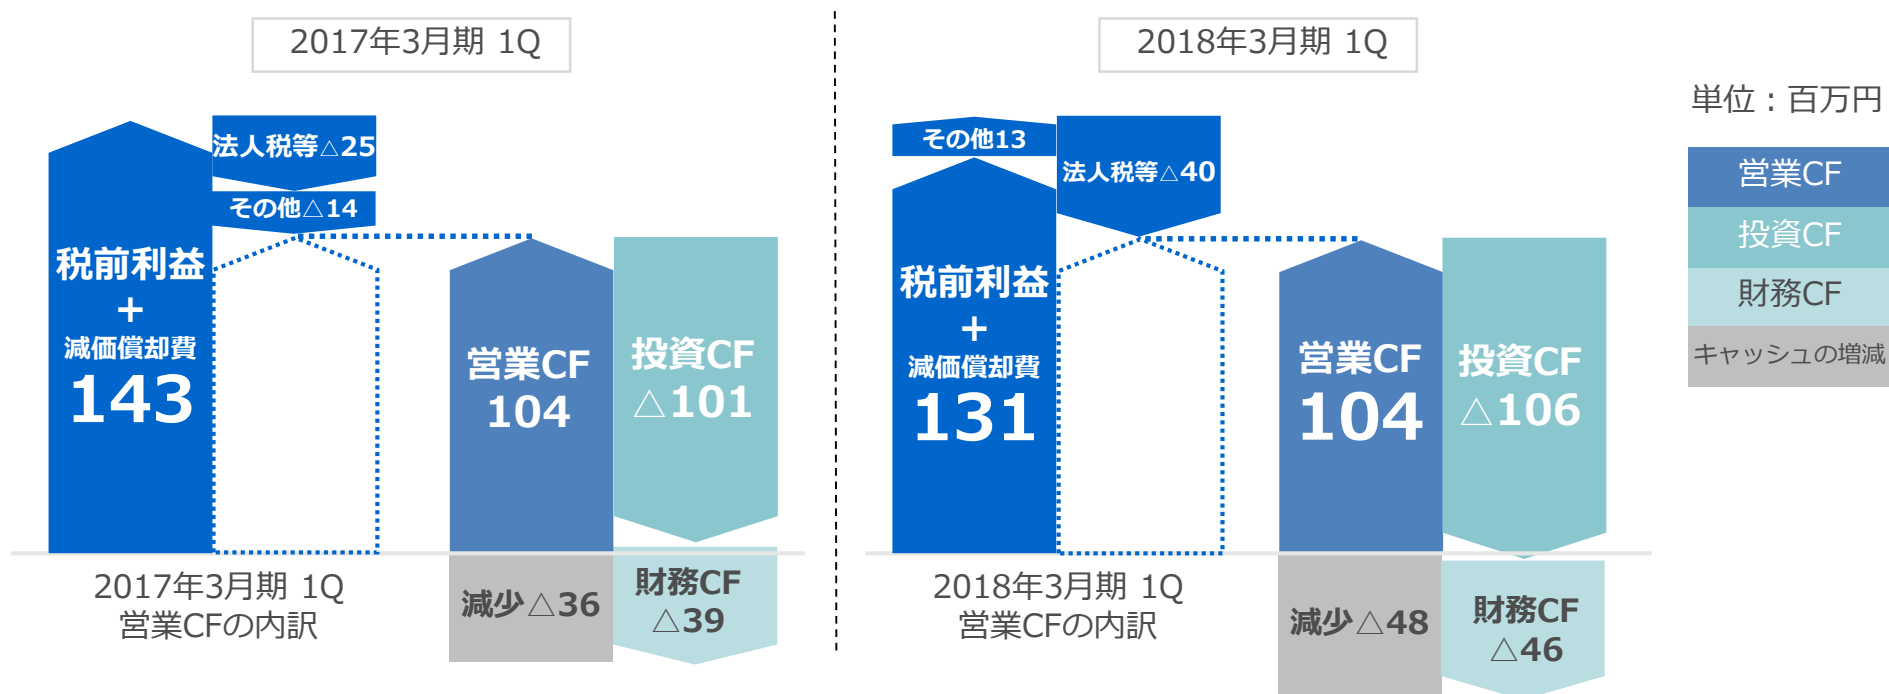 2017年3月期 1Q
法人税等△25
その他△14
税前利益
+
減価償却費
143
営業CF
104
投資CF
△101
減少△36
財務CF
△39
2017年3月期 1Q
営業CFの内訳
2018年3月期 1Q
その他13
法人税等△40
税前利益
+
減価償却費
131
営業CF
104
投資CF
△106
減少△48
財務CF
△46
2018年3月期 1Q
営業CFの内訳
単位：百万円
営業CF
投資CF
財務CF
キャッシュの増減